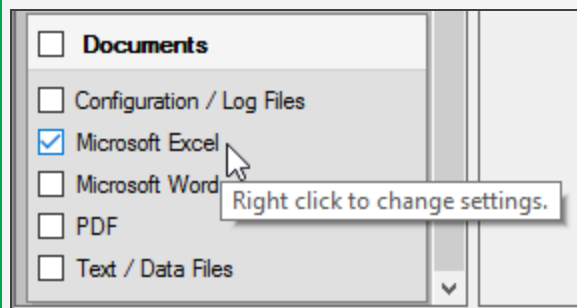 Documents
Configuration / Log Files
Microsoft Excel
Microsoft Word
Right click to change settings.
PDF
Text / Data Files